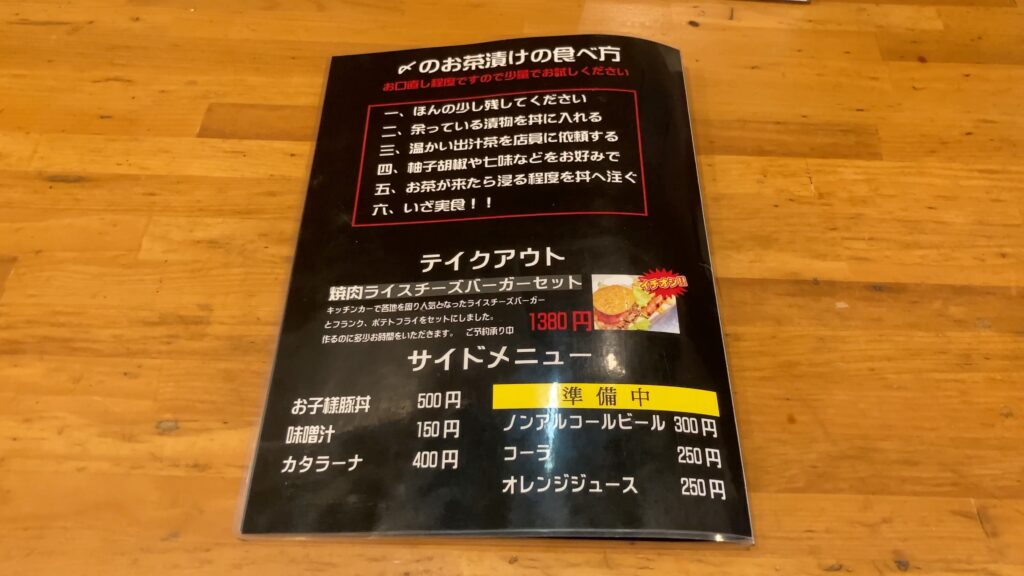 〆のお茶漬けの食べ方
お口直し程度ですので少量でお試しください
一、ほんの少し残してください
二、余っている漬物を丼に入れる
三、温かい出汁茶を店員に依頼する
四、柚子胡椒や七味などをお好みで
五、お茶が来たら浸る程度を丼へ注ぐ
六、いざ実食！！
テイクアウト
焼肉ライスチーズバーガーセット
イチオシ!!
キッチンカーで各地を回り人気となったライスチーズバーガー
とフランク、ポテトフライをセットにしました。
作るのに多少お時間をいただきます。 ご予約承り中
1380円
サイドメニュー
お子様豚丼 500円
味噌汁 150円
カタラーナ 400円
準備中
ノンアルコールビール 300円
コーラ 250円
オレンジジュース 250円